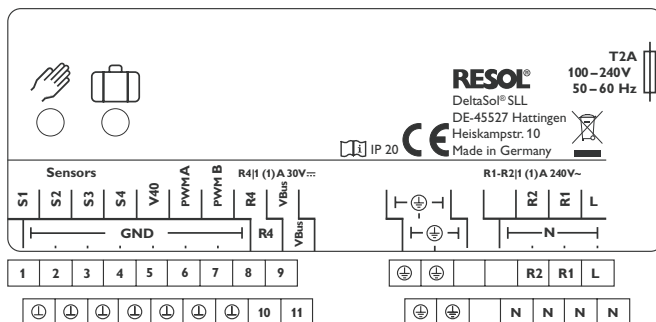 T2A
100–240V
50–60 Hz
RESOL®
DeltaSol® SLL
DE-45527 Hattingen
Heiskampstr. 10
Made in Germany
IP 20 CE
Sensors
R4|1 (1) A 30V⎓
R1-R2|1 (1) A 240V~
S1 S2 S3 S4 V40 PWM A PWM B R4 VBus
R2 R1 L
GND R4 VBus
N
1 2 3 4 5 6 7 8 9
R2 R1 L
10 11
N N N N